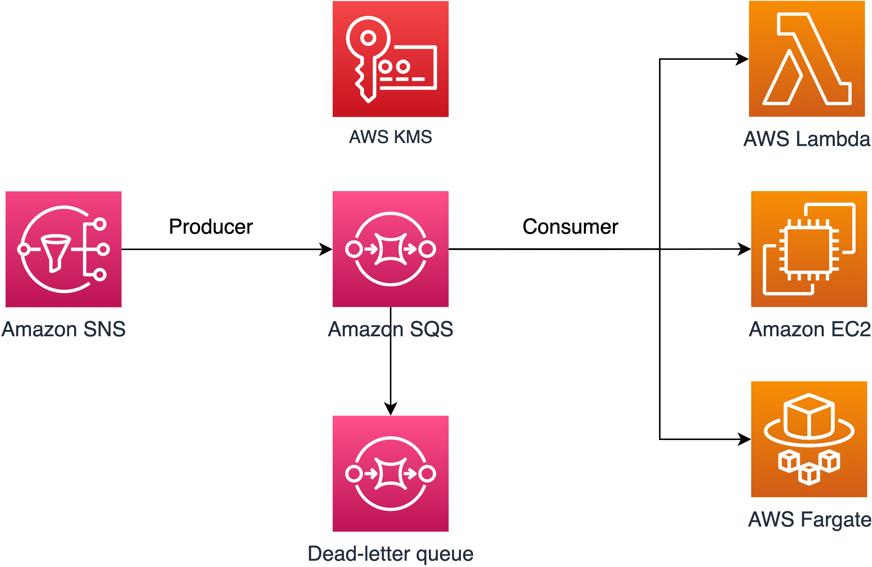 AWS KMS
AWS Lambda
Producer
Consumer
Amazon SNS
Amazon SQS
Amazon EC2
AWS Fargate
Dead-letter queue